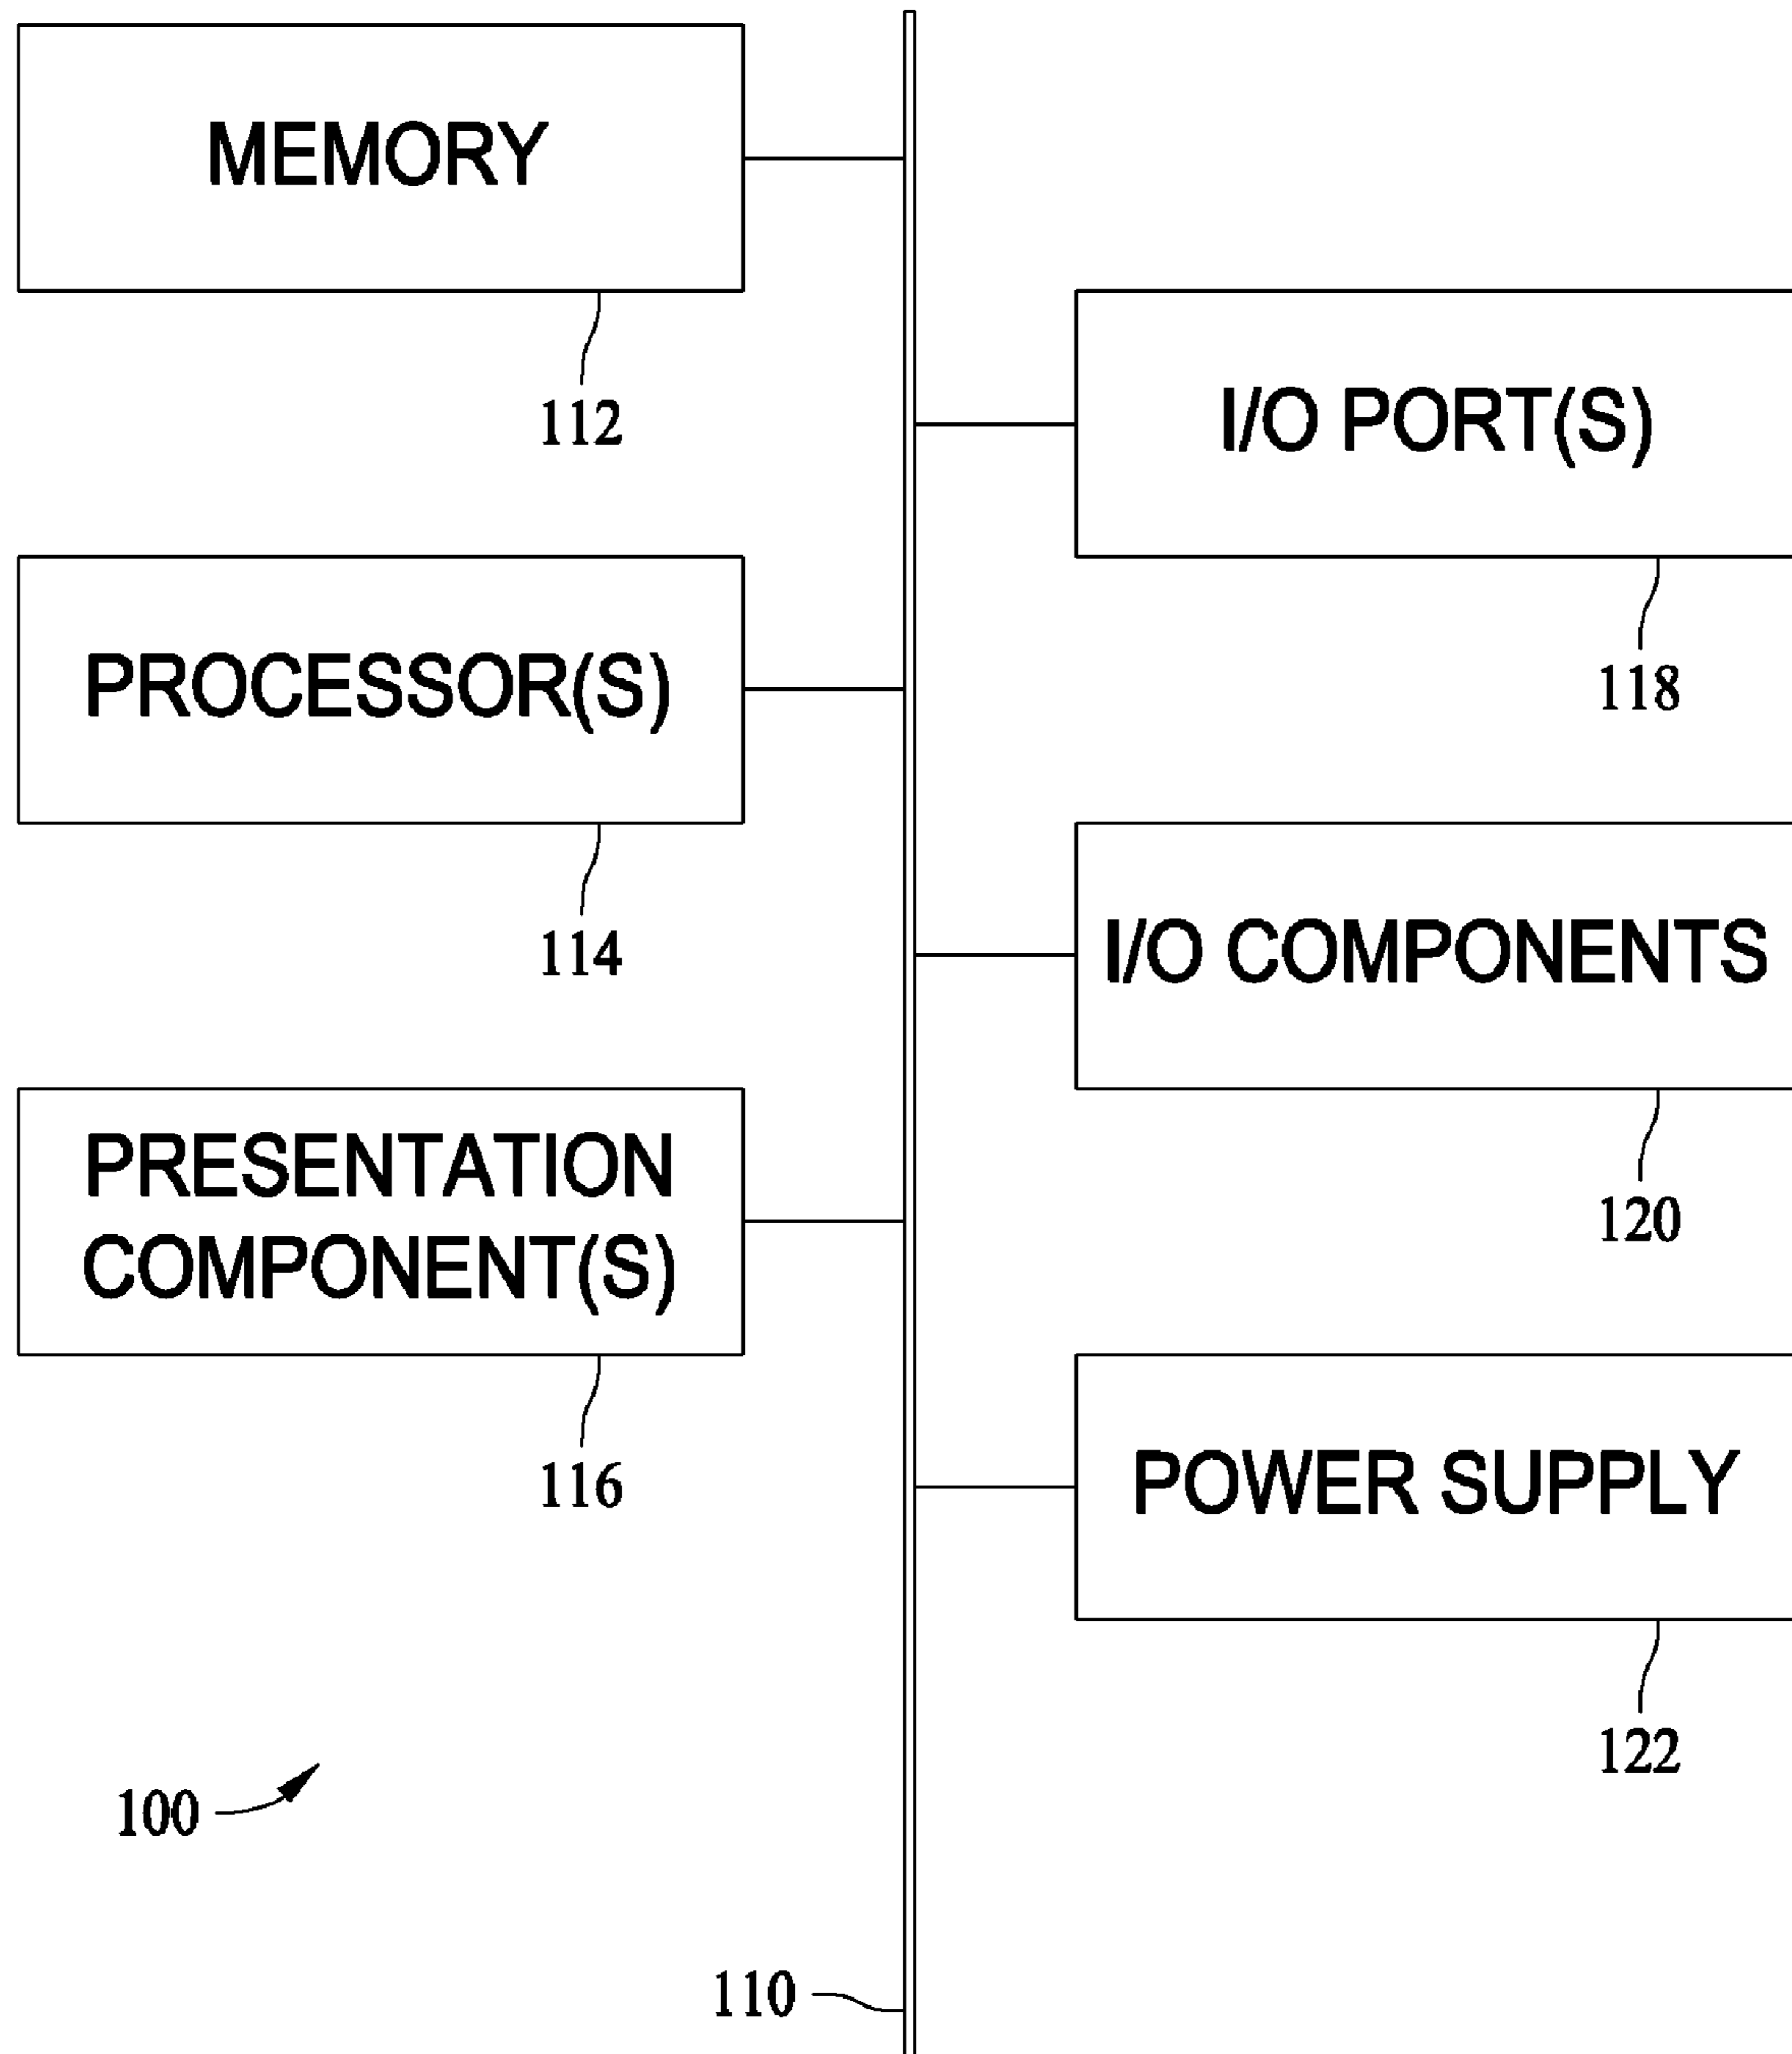 MEMORY
112
I/O PORT(S)
118
PROCESSOR(S)
114
I/O COMPONENTS
120
PRESENTATION
COMPONENT(S)
116
POWER SUPPLY
122
100
110